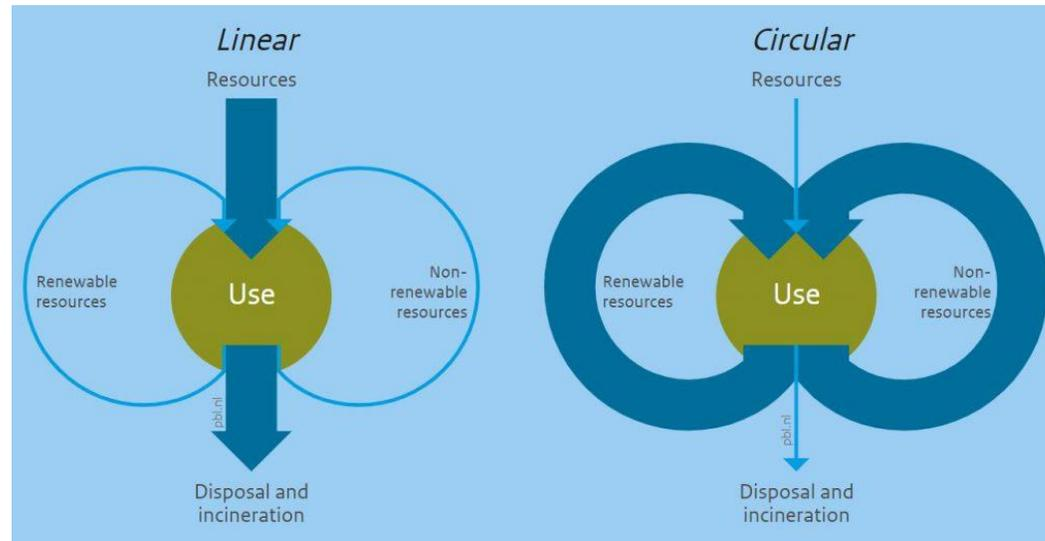 Linear
Resources
Renewable
resources
Use
Non-
renewable
resources
pbl.nl
Disposal and
incineration
Circular
Resources
Renewable
resources
Use
Non-
renewable
resources
pbl.nl
Disposal and
incineration